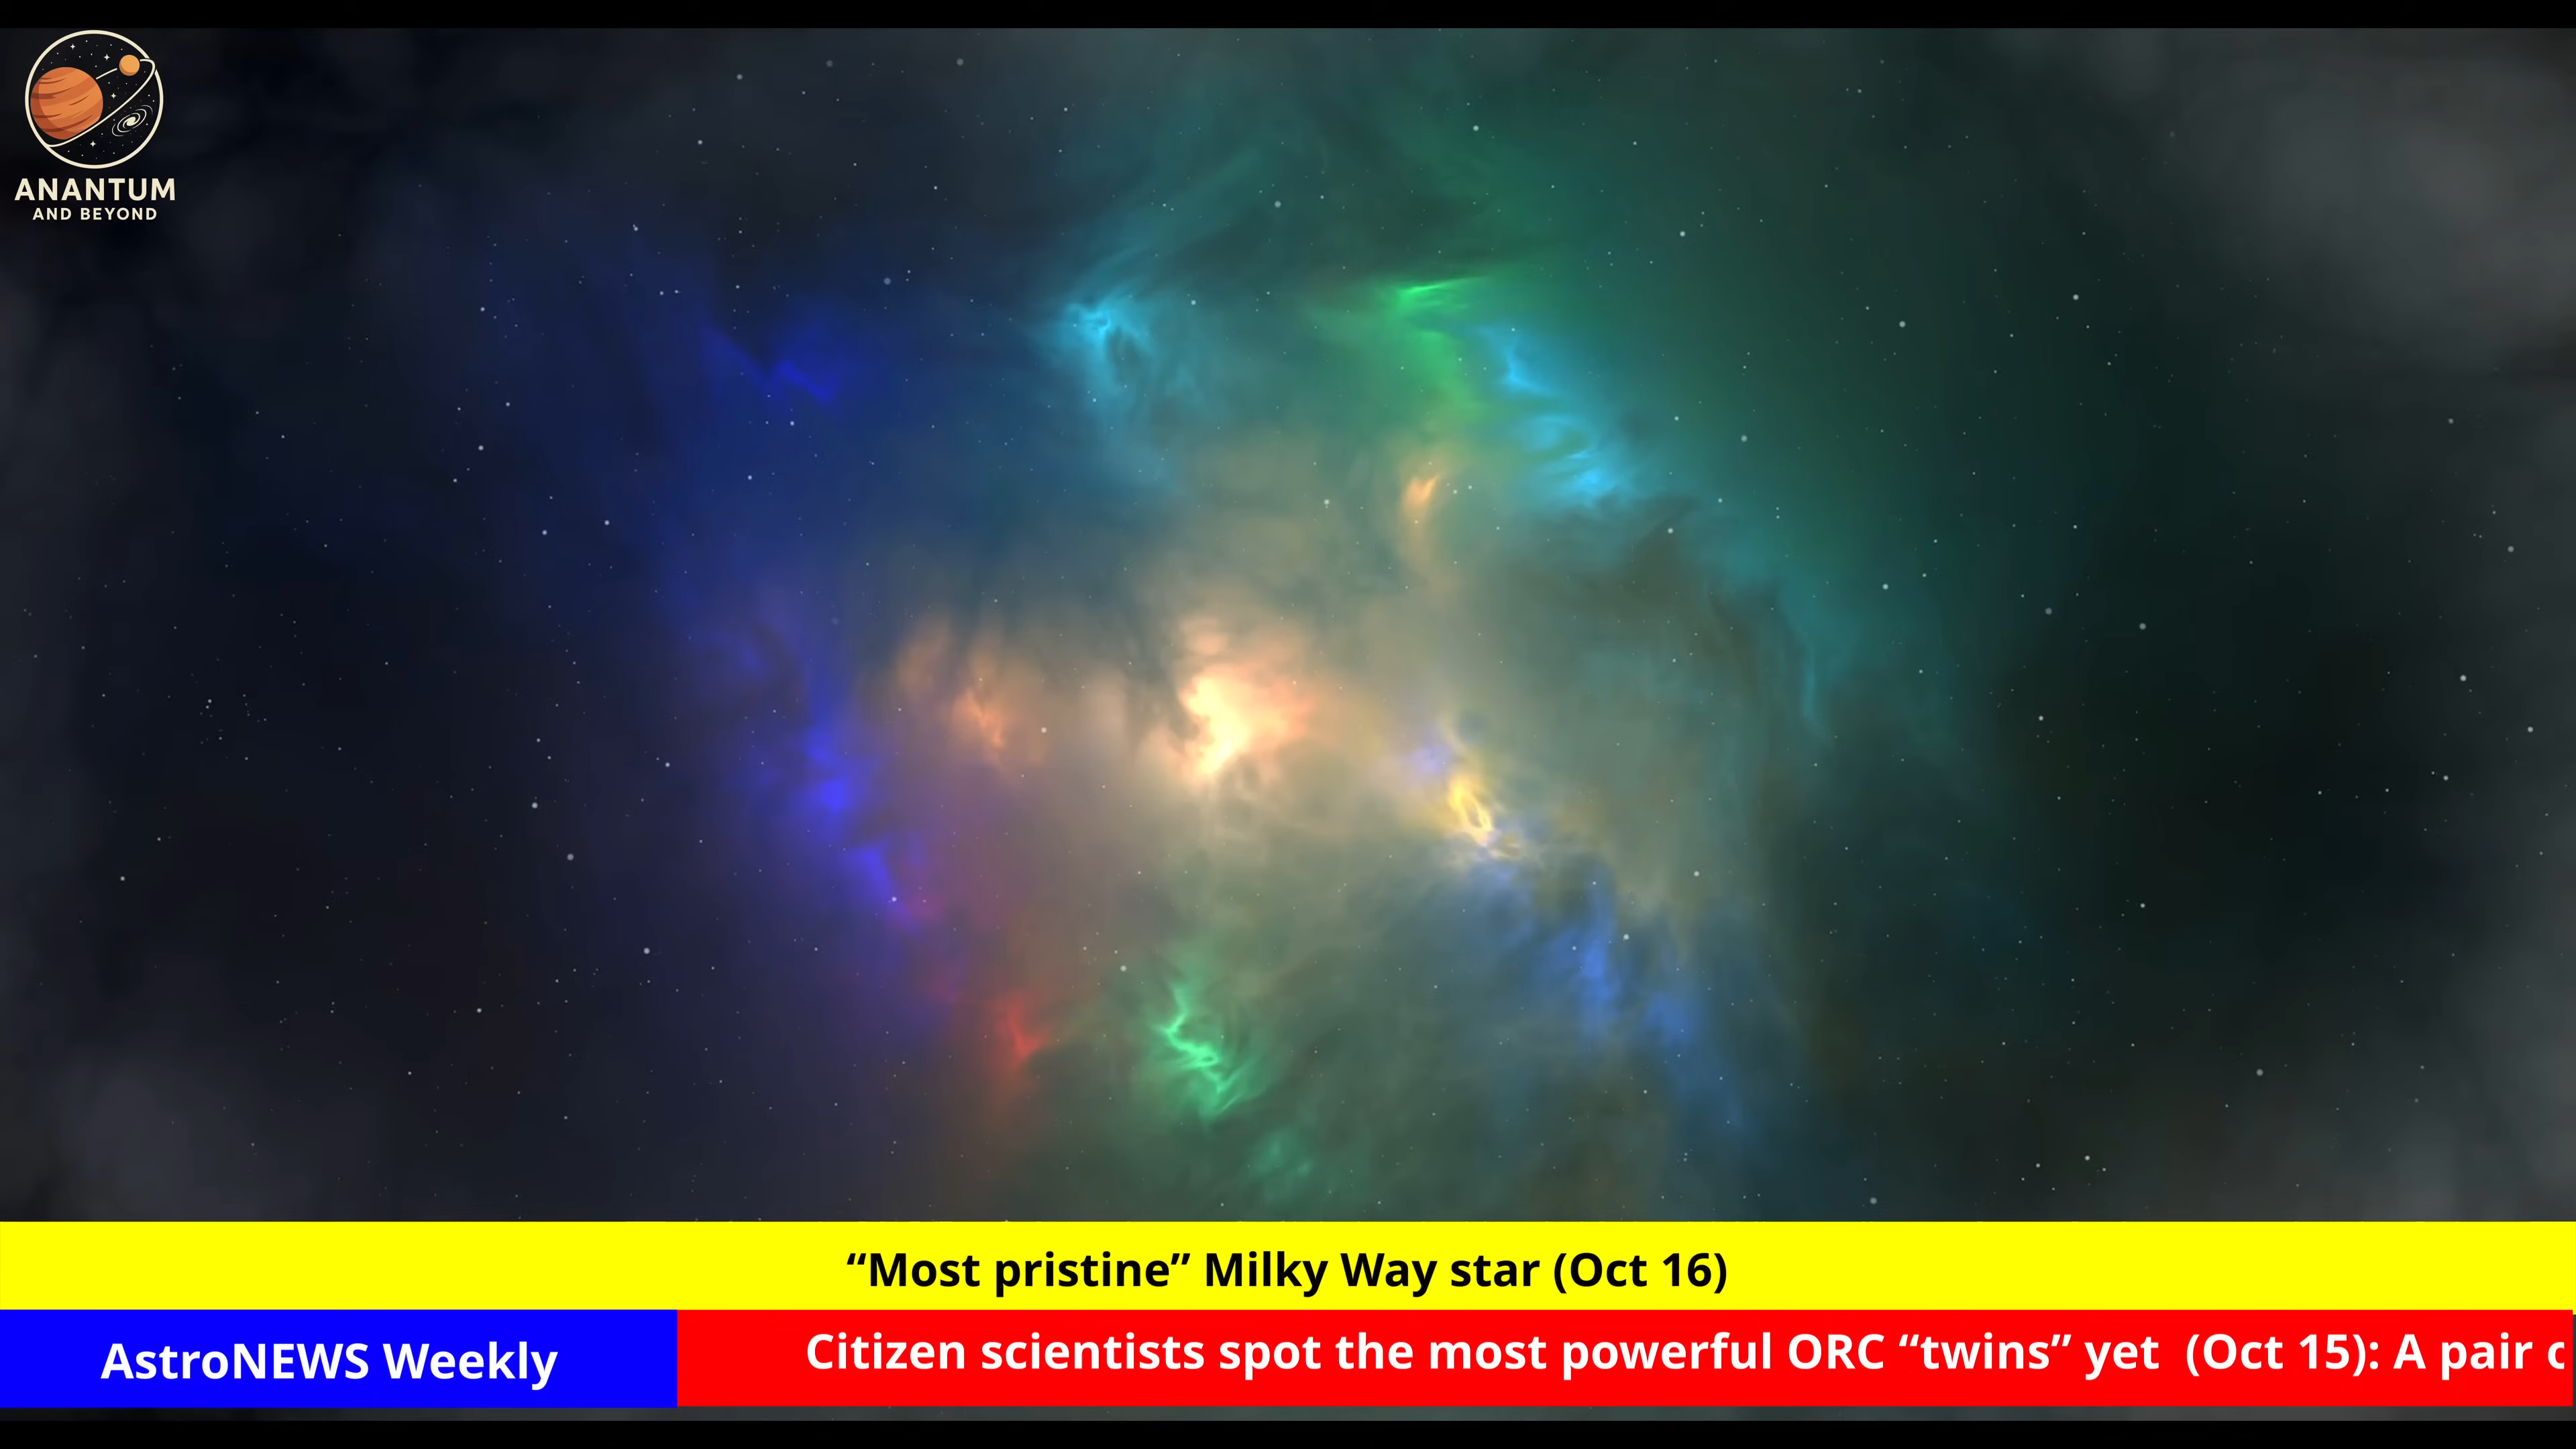 ANANTUM
AND BEYOND
“Most pristine” Milky Way star (Oct 16)
AstroNEWS Weekly
Citizen scientists spot the most powerful ORC “twins” yet (Oct 15): A pair